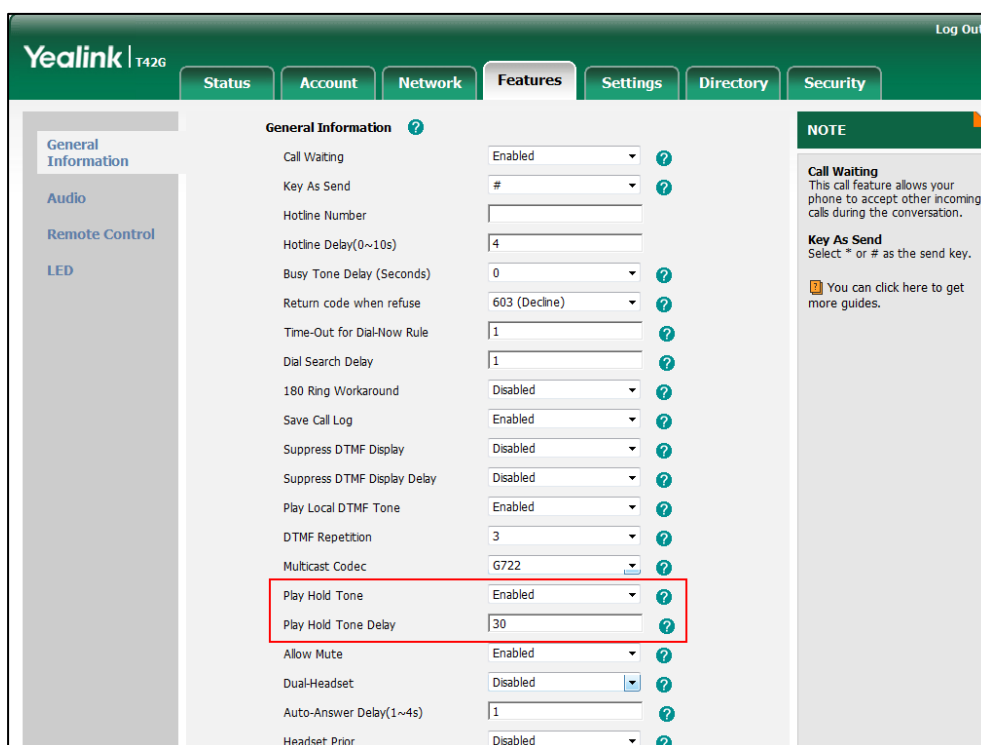 Log Out
Yealink | T42G
Status Account Network Features Settings Directory Security
General
Information
Audio
Remote Control
LED
General Information ?
Call Waiting Enabled ?
Key As Send # ?
Hotline Number
Hotline Delay(0~10s) 4
Busy Tone Delay (Seconds) 0 ?
Return code when refuse 603 (Decline) ?
Time-Out for Dial-Now Rule 1 ?
Dial Search Delay 1 ?
180 Ring Workaround Disabled ?
Save Call Log Enabled ?
Suppress DTMF Display Disabled ?
Suppress DTMF Display Delay Disabled ?
Play Local DTMF Tone Enabled ?
DTMF Repetition 3 ?
Multicast Codec G722 ?
Play Hold Tone Enabled ?
Play Hold Tone Delay 30 ?
Allow Mute Enabled ?
Dual-Headset Disabled ?
Auto-Answer Delay(1~4s) 1 ?
Headset Prior Disabled ?
NOTE
Call Waiting
This call feature allows your
phone to accept other incoming
calls during the conversation.
Key As Send
Select * or # as the send key.
? You can click here to get
more guides.